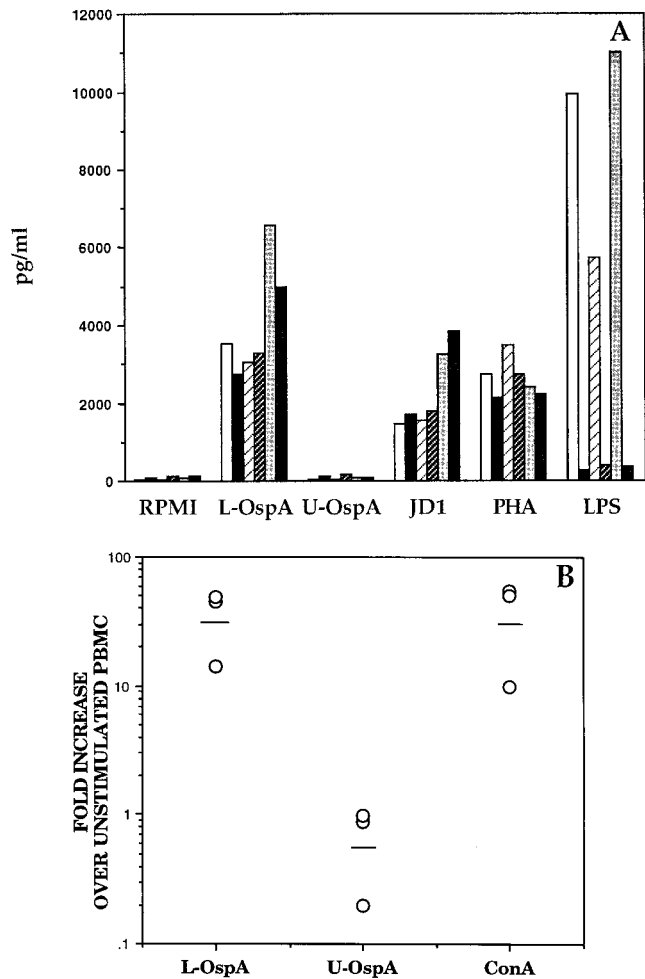 A
12000
10000
8000
6000
4000
2000
0
pg/ml
RPMI L-OspA U-OspA JD1 PHA LPS
B
100
10
1
.1
FOLD INCREASE
OVER UNSTIMULATED PBMC
L-OspA U-OspA ConA